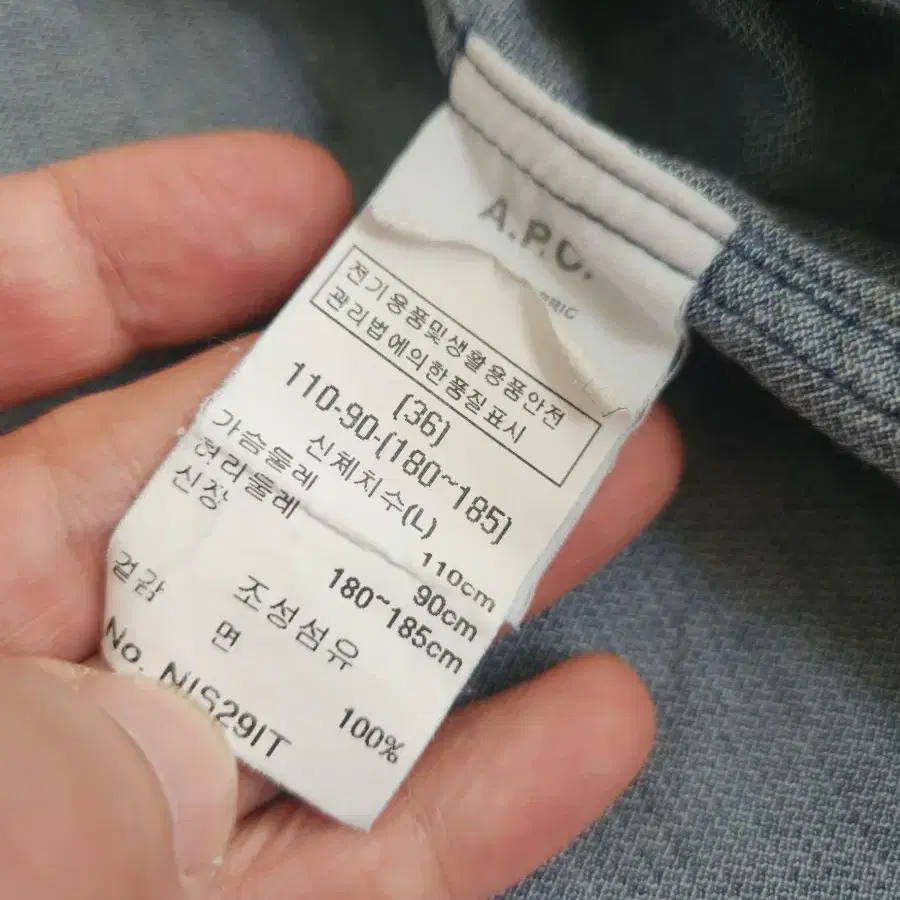 A.P.C.
전기용품및생활용품안전
관리법에의한품질표시
(36)
110-90-(180~185)
신체치수(L)
가슴둘레 110cm
허리둘레 90cm
신장 180~185cm
조성섬유
겉감 면 100%
No. NIS29IT